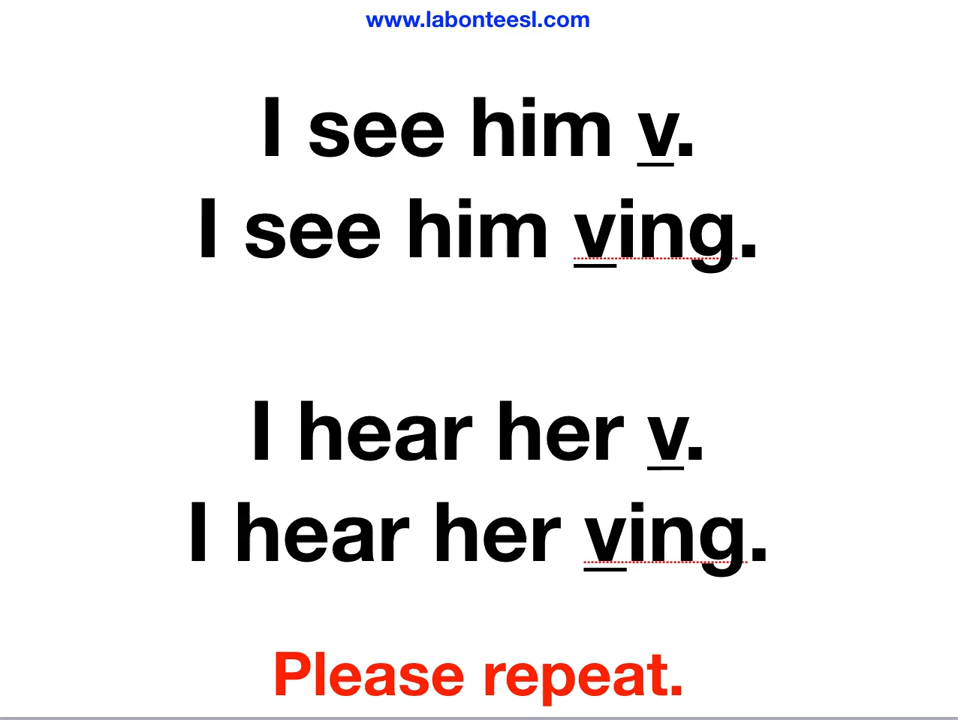 www.labonteesl.com
I see him v.
I see him ving.
I hear her v.
I hear her ving.
Please repeat.